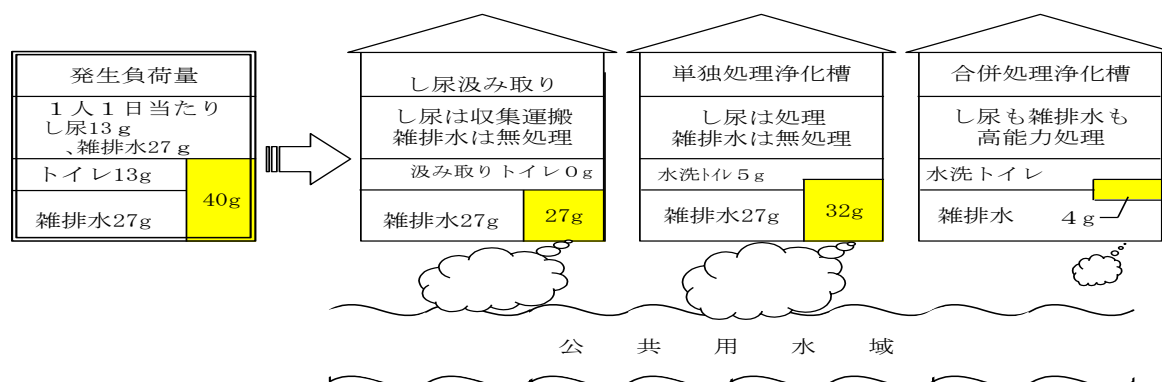 発生負荷量
１人１日当たり
し尿13ｇ
、雑排水27ｇ
トイレ13g
雑排水27g
40g
し尿汲み取り
し尿は収集運搬
雑排水は無処理
汲み取りトイレ０g
雑排水27g
27g
単独処理浄化槽
し尿は処理
雑排水は無処理
水洗ﾄｲﾚ５g
雑排水27g
32g
合併処理浄化槽
し尿も雑排水も
高能力処理
水洗トイレ
雑排水
４g
公共用水域